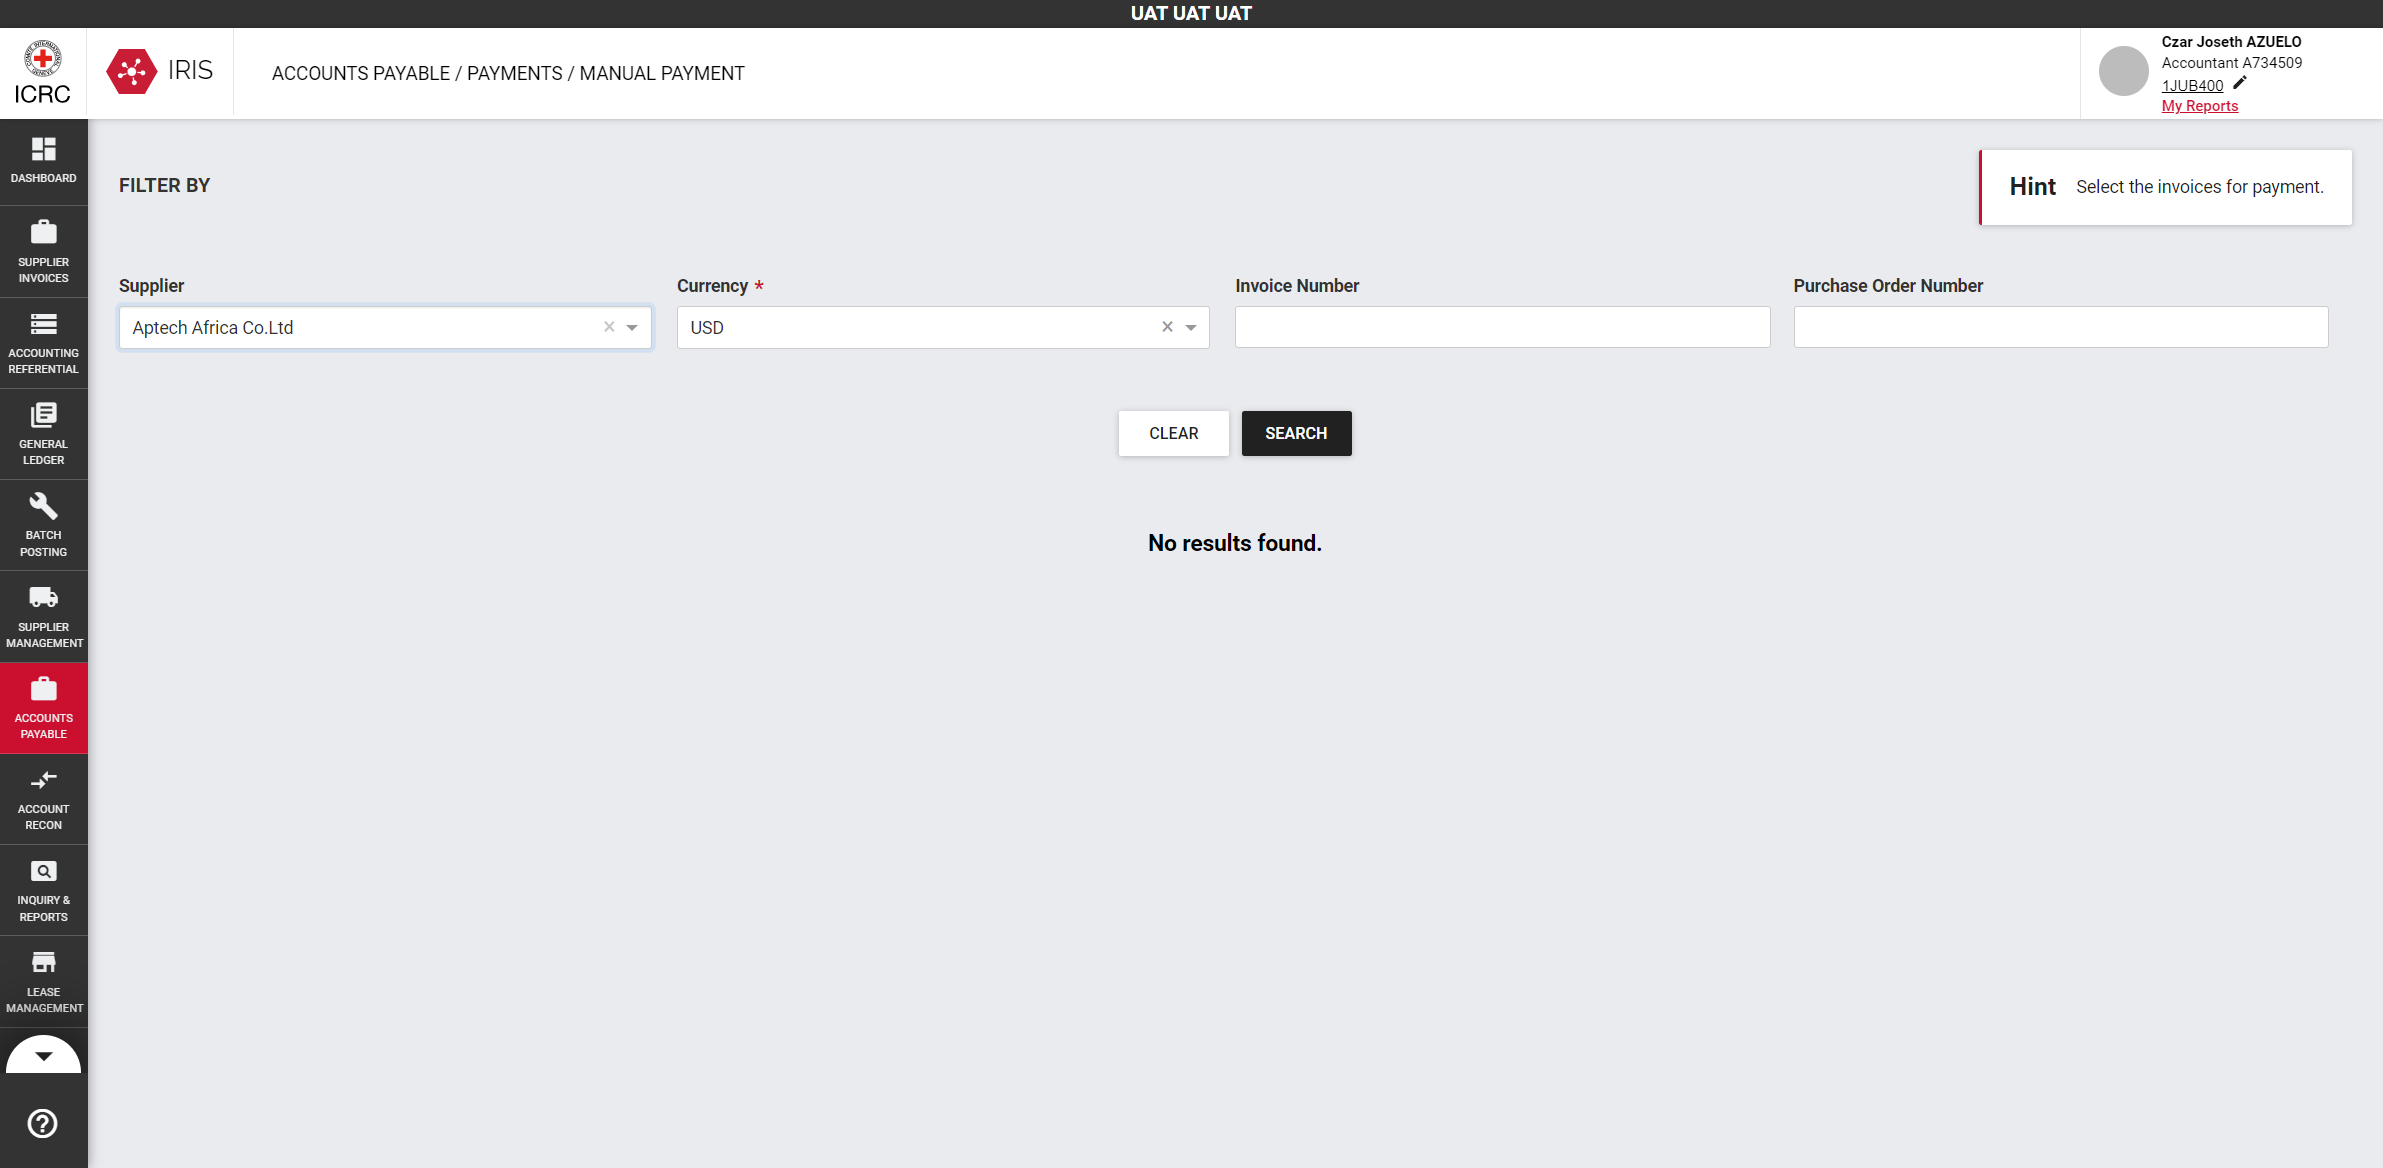 UAT UAT UAT
ICRC
IRIS
ACCOUNTS PAYABLE / PAYMENTS / MANUAL PAYMENT
Czar Joseth AZUELO
Accountant A734509
1JUB400
My Reports
DASHBOARD
SUPPLIER
INVOICES
ACCOUNTING
REFERENTIAL
GENERAL
LEDGER
BATCH
POSTING
SUPPLIER
MANAGEMENT
ACCOUNTS
PAYABLE
ACCOUNT
RECON
INQUIRY &
REPORTS
LEASE
MANAGEMENT
FILTER BY
Hint Select the invoices for payment.
Supplier
Aptech Africa Co.Ltd
Currency *
USD
Invoice Number
Purchase Order Number
CLEAR
SEARCH
No results found.